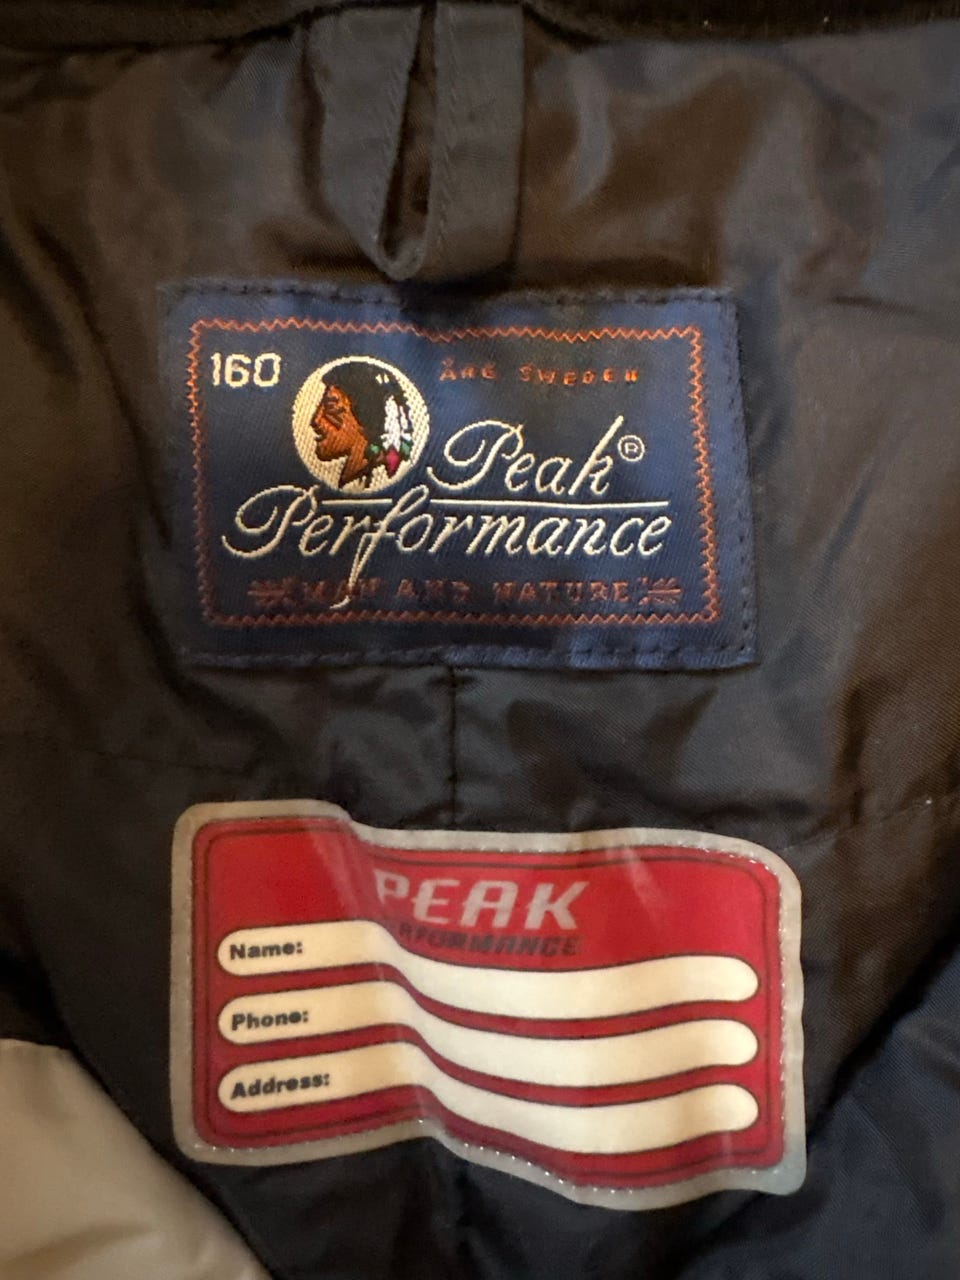 160
ÅRE SWEDEN
Peak®
Performance
MAN AND NATURE
PEAK
PERFORMANCE
Name:
Phone:
Address: